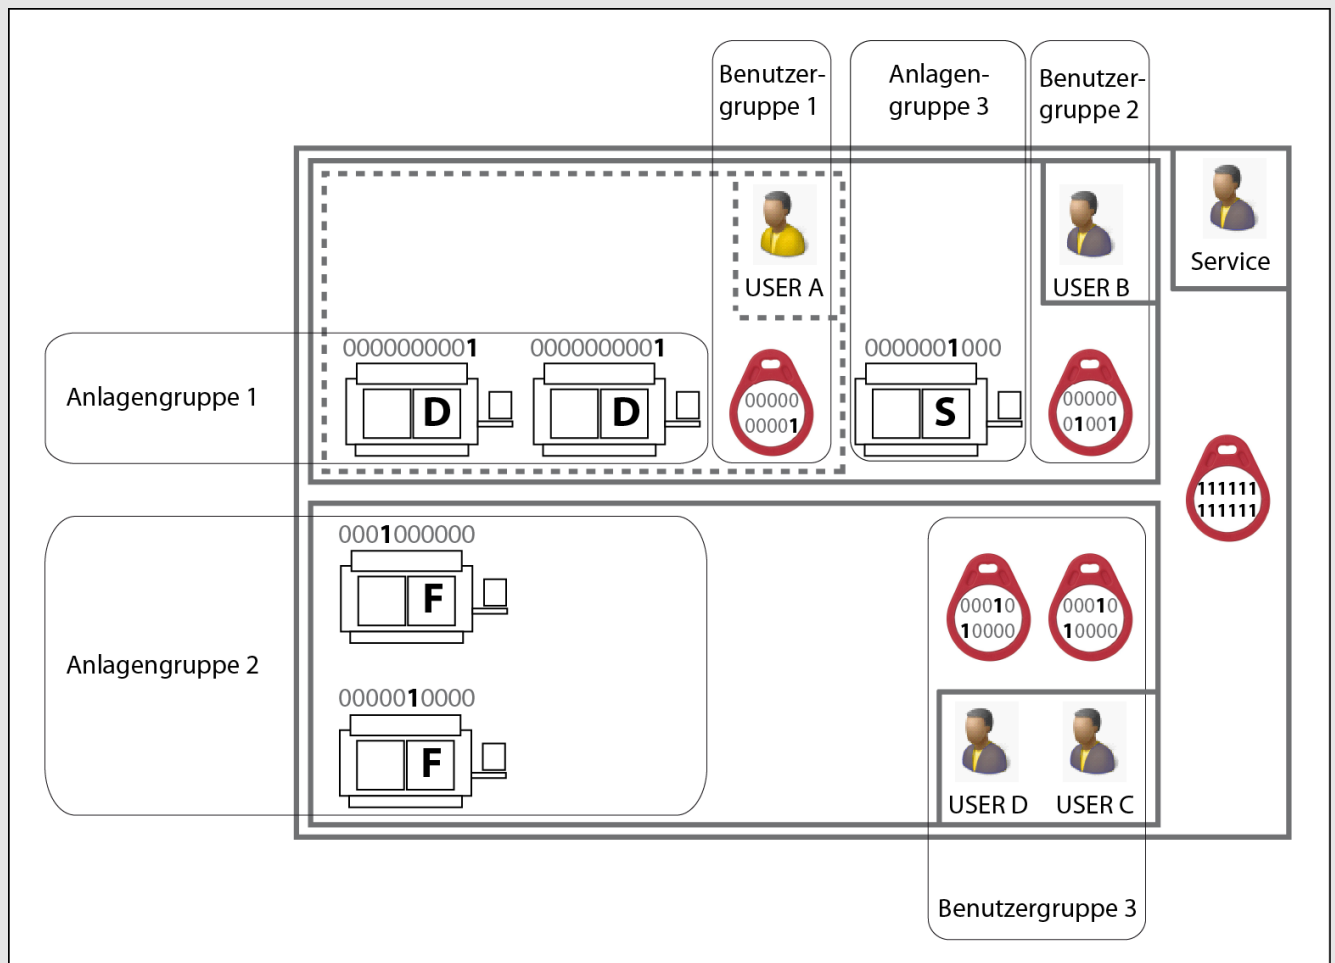 Benutzer-
gruppe 1
Anlagen-
gruppe 3
Benutzer-
gruppe 2
USER A
USER B
Service
Anlagengruppe 1
0000000001
D
0000000001
D
00000
00001
0000001000
S
00000
01001
111111
111111
Anlagengruppe 2
0001000000
F
0000010000
F
00010
10000
00010
10000
USER D
USER C
Benutzergruppe 3